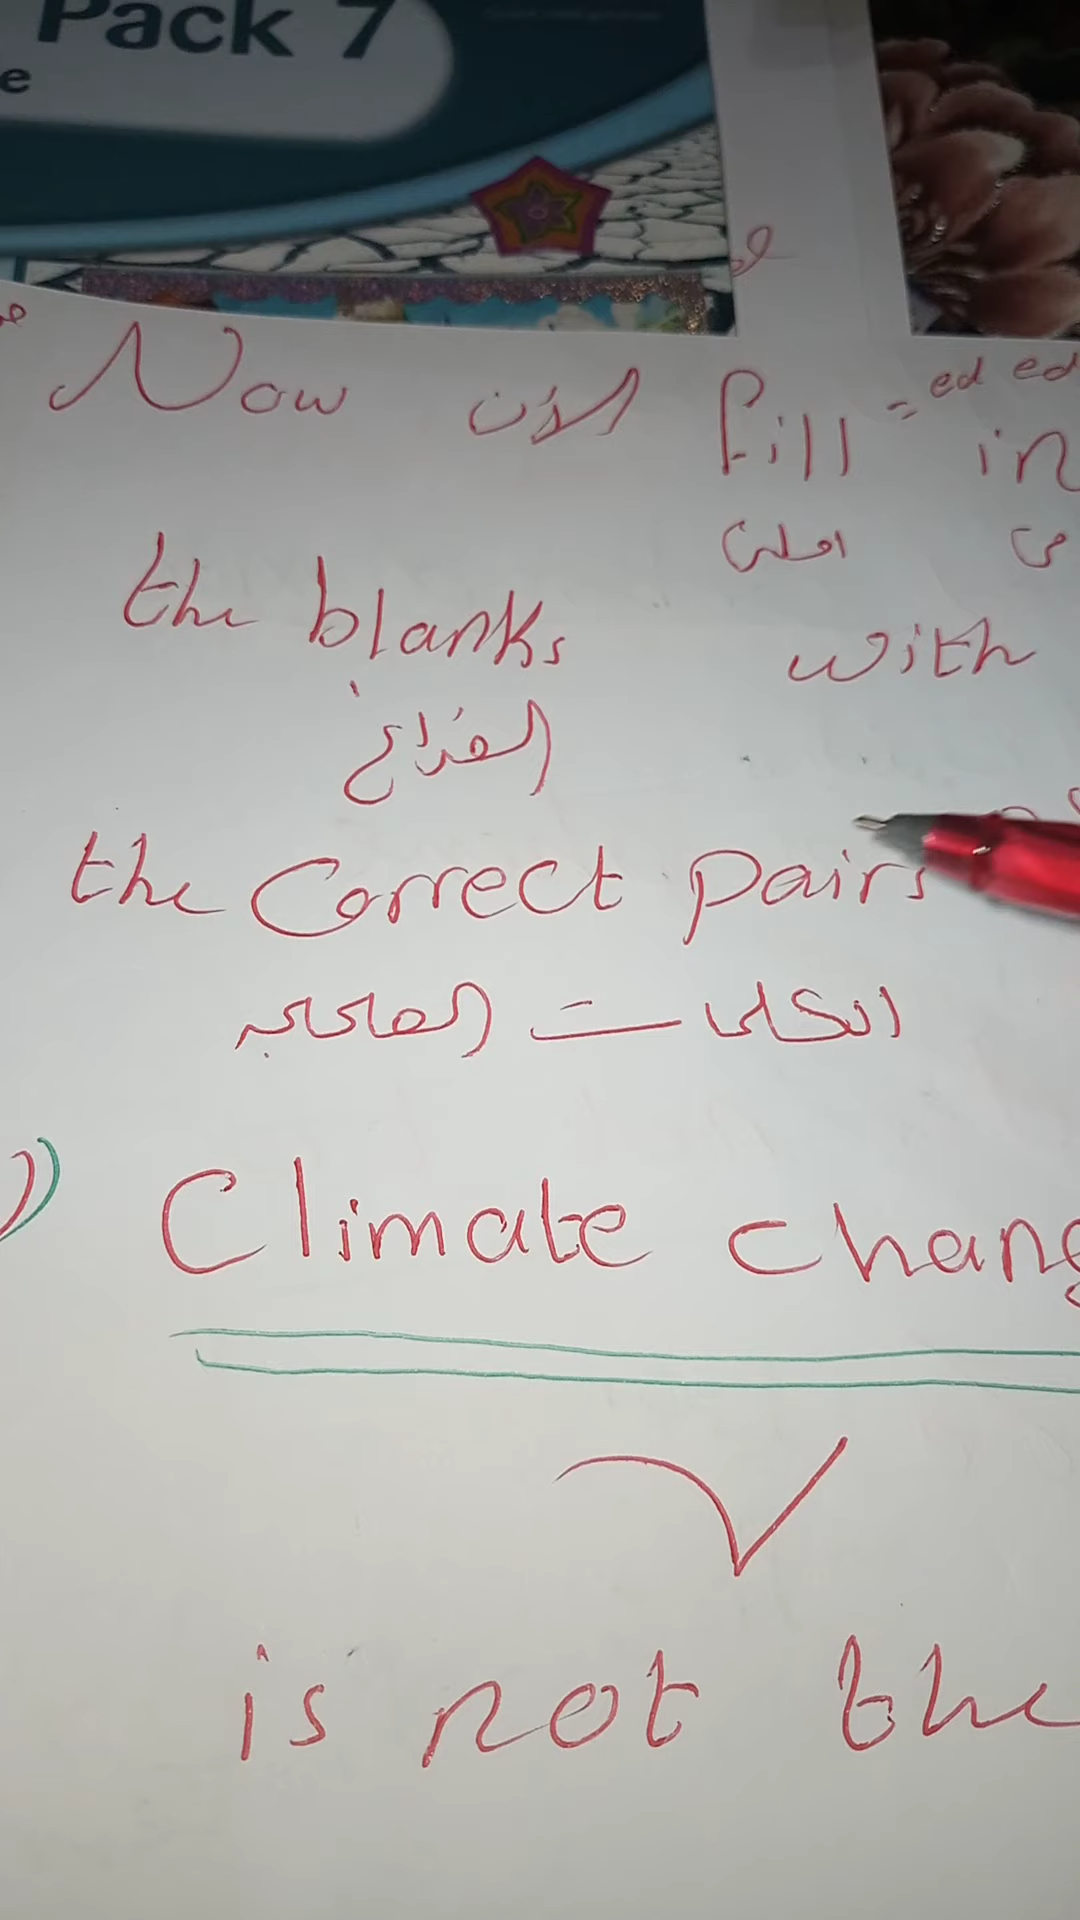 Pack 7
e
Now الآن fill = ed ed
in
املئ
the blanks with
الفراغ
the Correct pairs
الكلمات الصحيحه
Climate chang
is not the